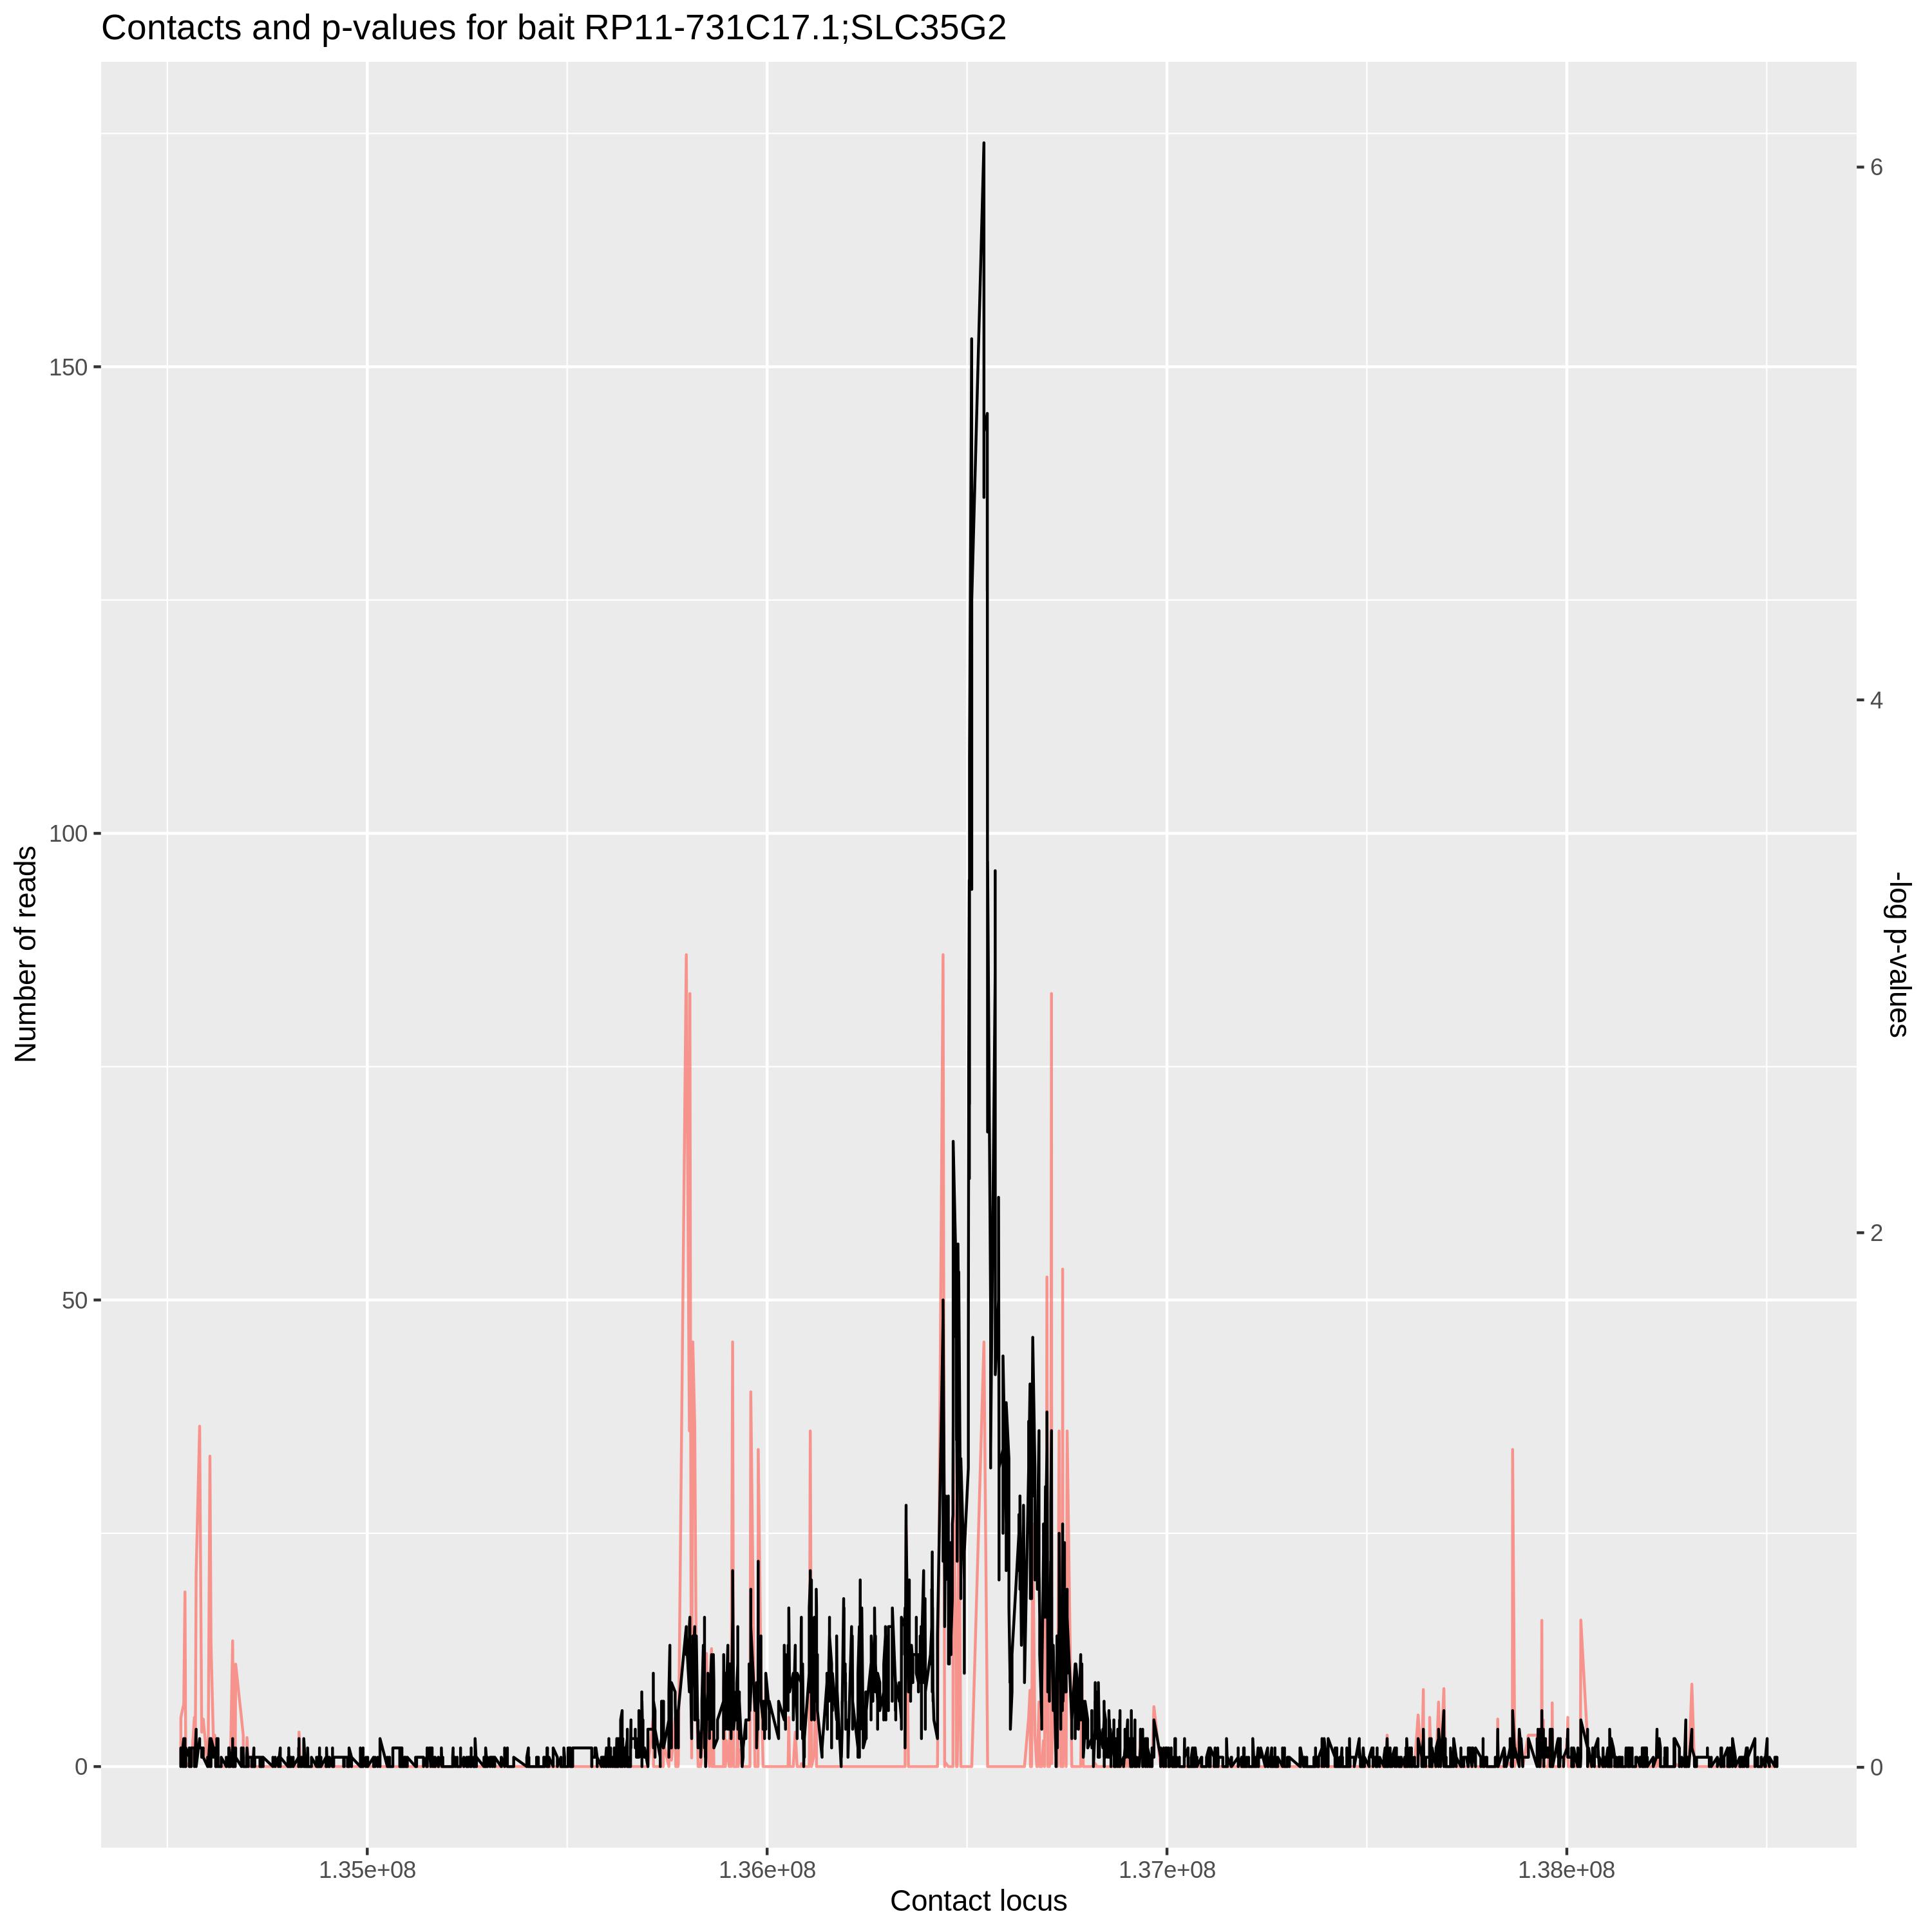 Contacts and p-values for bait RP11-731C17.1;SLC35G2
150
100
50
0
Number of reads
6
4
2
0
-log p-values
1.35e+08
1.36e+08
1.37e+08
1.38e+08
Contact locus